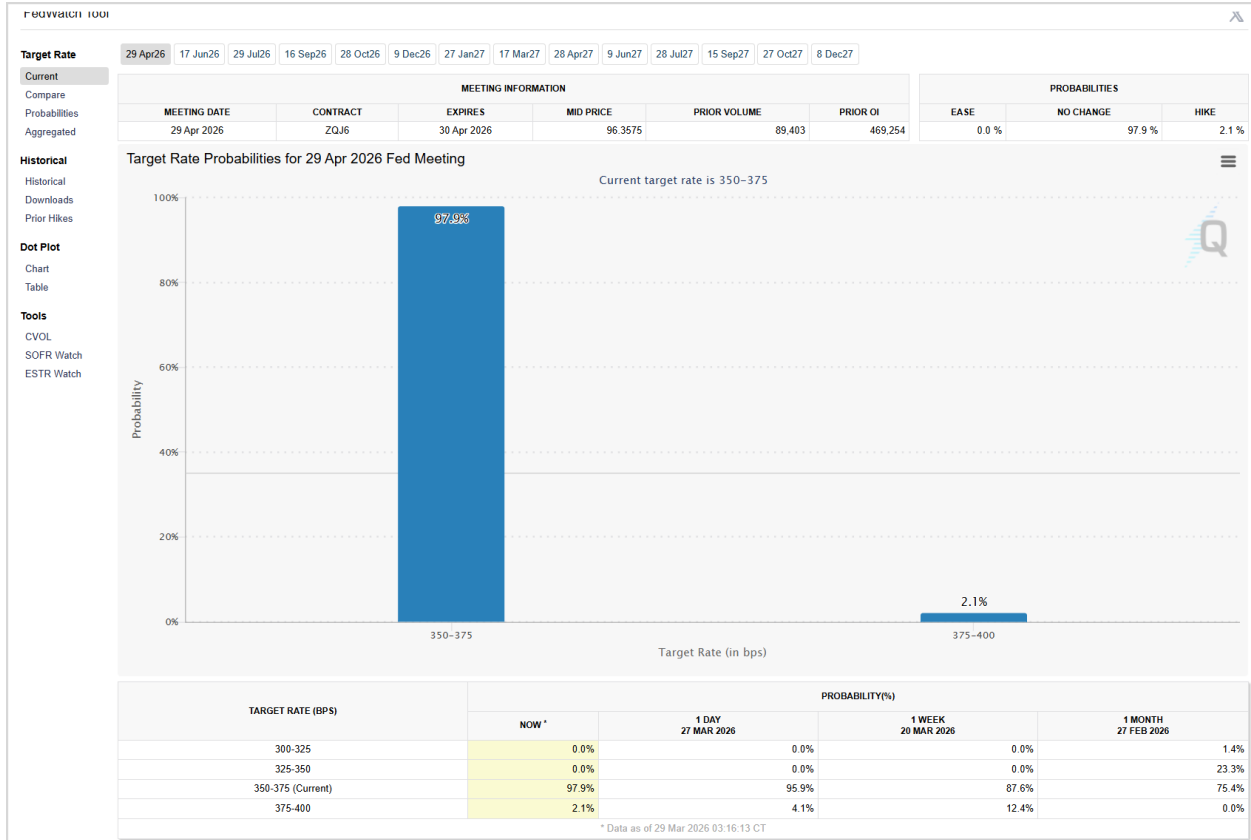 FedWatch Tool
Target Rate
Current
Compare
Probabilities
Aggregated
Historical
Historical
Downloads
Prior Hikes
Dot Plot
Chart
Table
Tools
CVOL
SOFR Watch
ESTR Watch
29 Apr26 17 Jun26 29 Jul26 16 Sep26 28 Oct26 9 Dec26 27 Jan27 17 Mar27 28 Apr27 9 Jun27 28 Jul27 15 Sep27 27 Oct27 8 Dec27
MEETING INFORMATION
MEETING DATE CONTRACT EXPIRES MID PRICE PRIOR VOLUME PRIOR OI
29 Apr 2026 ZQJ6 30 Apr 2026 96.3575 89,403 469,254
PROBABILITIES
EASE NO CHANGE HIKE
0.0 % 97.9 % 2.1 %
Target Rate Probabilities for 29 Apr 2026 Fed Meeting
Current target rate is 350-375
Q
Probability
100%
80%
60%
40%
20%
0%
97.9%
2.1%
350-375 375-400
Target Rate (in bps)
TARGET RATE (BPS) PROBABILITY(%)
NOW * 1 DAY 1 WEEK 1 MONTH
27 MAR 2026 20 MAR 2026 27 FEB 2026
300-325 0.0% 0.0% 0.0% 1.4%
325-350 0.0% 0.0% 0.0% 23.3%
350-375 (Current) 97.9% 95.9% 87.6% 75.4%
375-400 2.1% 4.1% 12.4% 0.0%
* Data as of 29 Mar 2026 03:16:13 CT